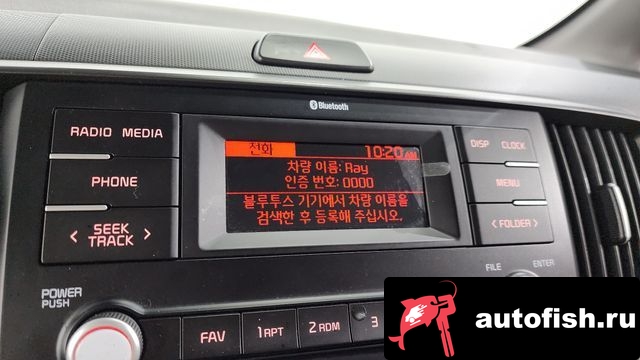 Bluetooth
RADIO MEDIA
전화 10:20 AM
DISP CLOCK
차량 이름: Ray
PHONE
인증 번호: 0000
MENU
블루투스 기기에서 차량 이름을
검색한 후 등록해 주십시오.
< SEEK TRACK >
< FOLDER >
FILE ENTER
POWER
PUSH
FAV 1 RPT 2 RDM 3
autofish.ru